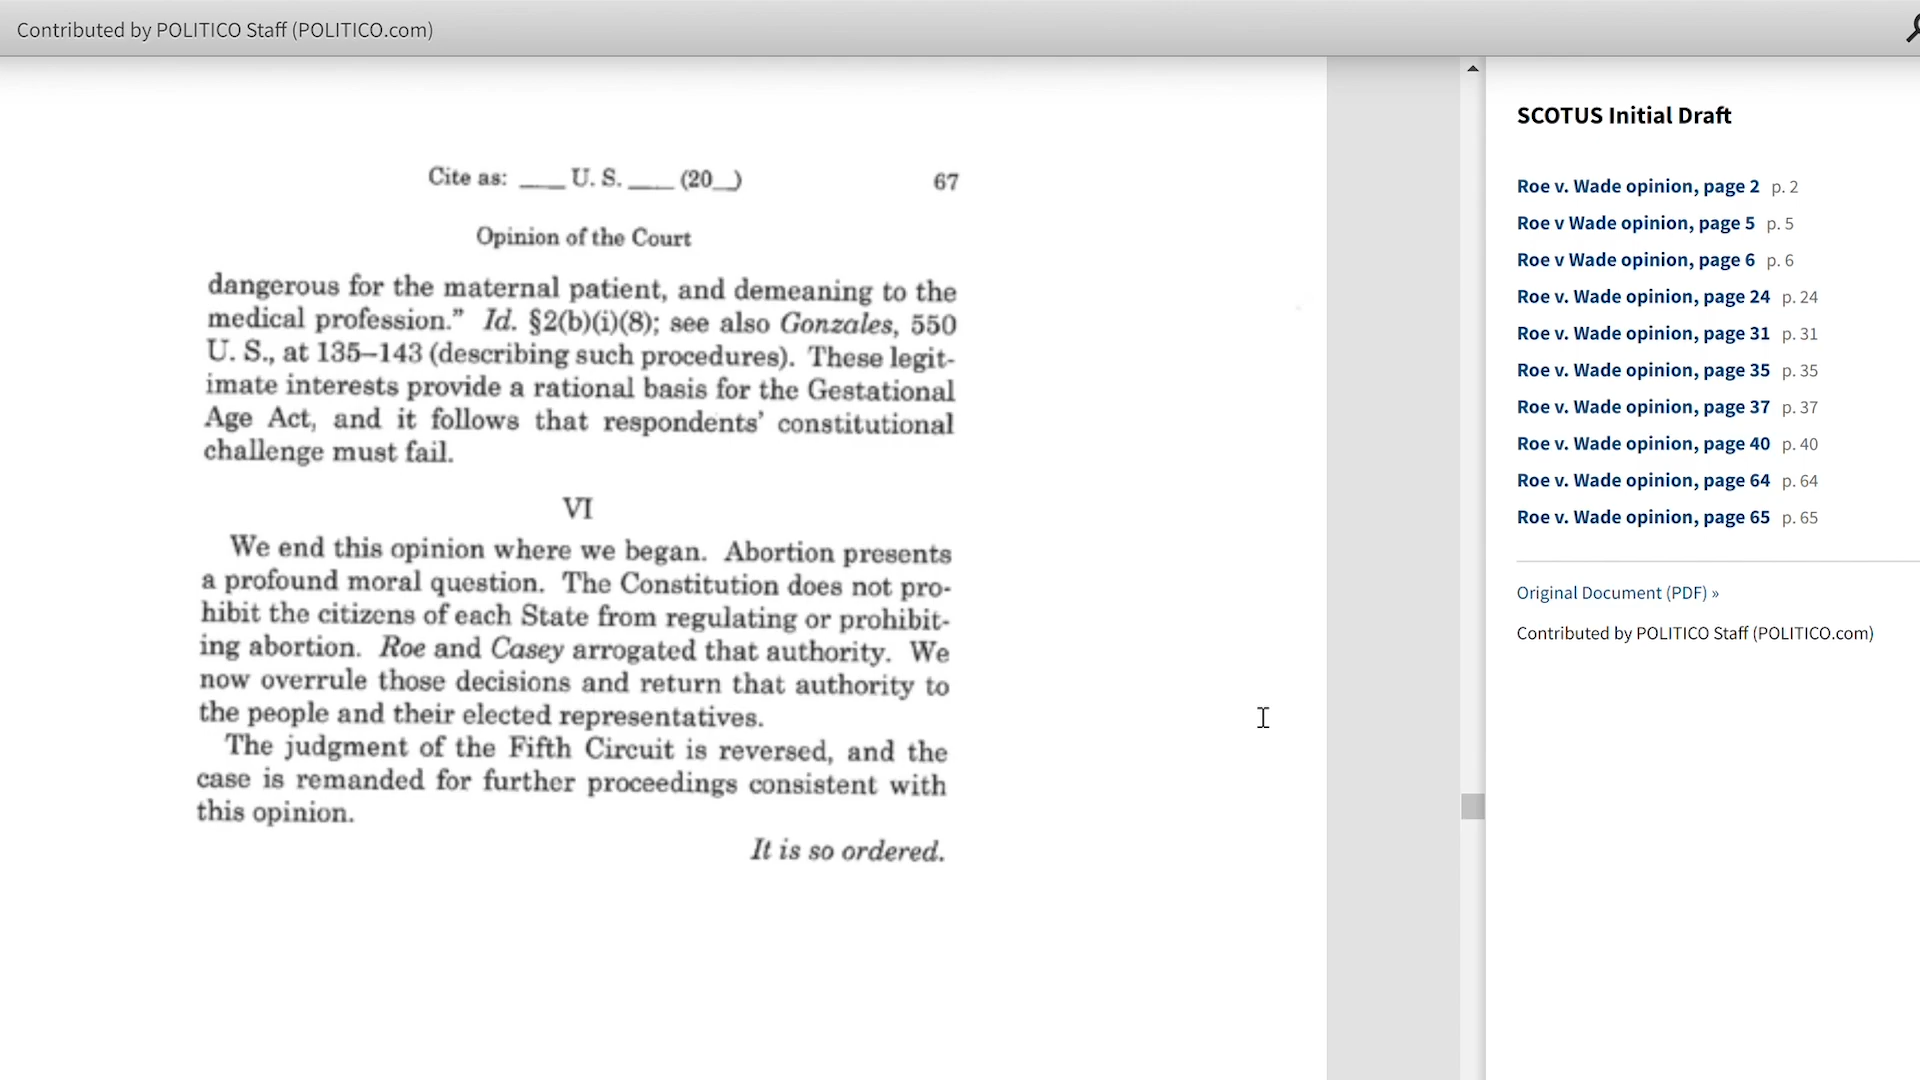 Contributed by POLITICO Staff (POLITICO.com)
Cite as: ___ U. S. ___ (20_) 67
Opinion of the Court
dangerous for the maternal patient, and demeaning to the
medical profession.” Id. §2(b)(i)(8); see also Gonzales, 550
U. S., at 135–143 (describing such procedures). These legit-
imate interests provide a rational basis for the Gestational
Age Act, and it follows that respondents’ constitutional
challenge must fail.
VI
We end this opinion where we began. Abortion presents
a profound moral question. The Constitution does not pro-
hibit the citizens of each State from regulating or prohibit-
ing abortion. Roe and Casey arrogated that authority. We
now overrule those decisions and return that authority to
the people and their elected representatives.
The judgment of the Fifth Circuit is reversed, and the
case is remanded for further proceedings consistent with
this opinion.
It is so ordered.
SCOTUS Initial Draft
Roe v. Wade opinion, page 2 p. 2
Roe v Wade opinion, page 5 p. 5
Roe v Wade opinion, page 6 p. 6
Roe v. Wade opinion, page 24 p. 24
Roe v. Wade opinion, page 31 p. 31
Roe v. Wade opinion, page 35 p. 35
Roe v. Wade opinion, page 37 p. 37
Roe v. Wade opinion, page 40 p. 40
Roe v. Wade opinion, page 64 p. 64
Roe v. Wade opinion, page 65 p. 65
Original Document (PDF) »
Contributed by POLITICO Staff (POLITICO.com)